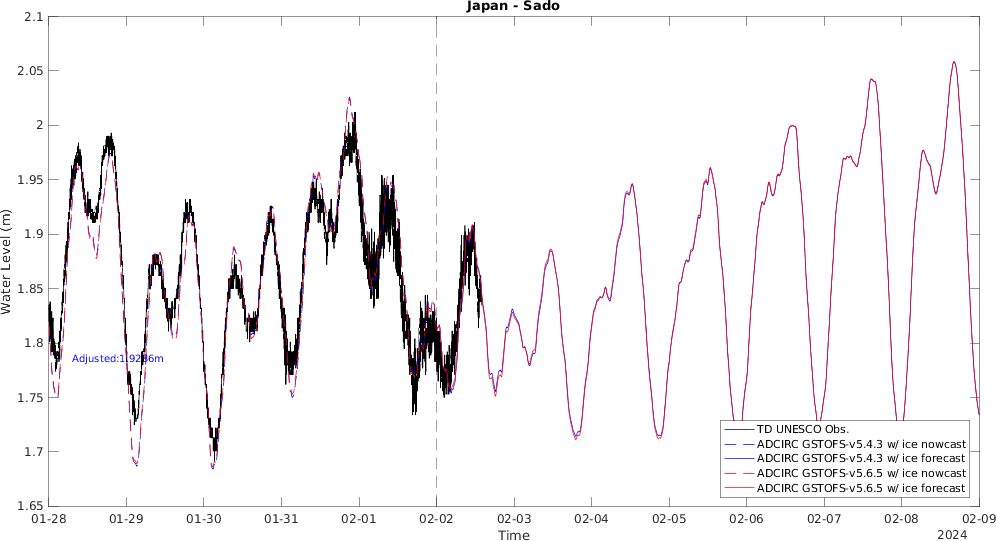 Japan - Sado
2.1
2.05
2
1.95
1.9
1.85
1.8
1.75
1.7
1.65
Water Level (m)
TD UNESCO Obs.
ADCIRC GSTOFS-v5.4.3 w/ ice nowcast
ADCIRC GSTOFS-v5.4.3 w/ ice forecast
ADCIRC GSTOFS-v5.6.5 w/ ice nowcast
ADCIRC GSTOFS-v5.6.5 w/ ice forecast
01-28 01-29 01-30 01-31 02-01 02-02 02-03 02-04 02-05 02-06 02-07 02-08 02-09
Time
2024